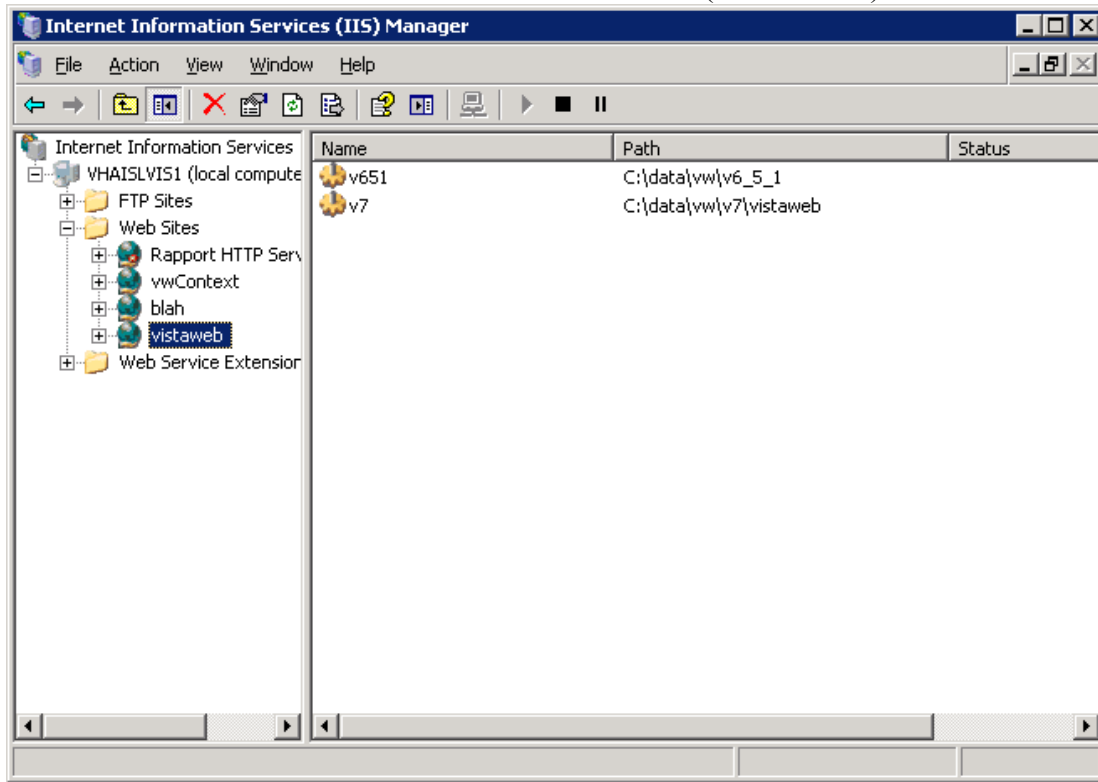 Internet Information Services (IIS) Manager
File Action View Window Help
Internet Information Services
VHAISLVIS1 (local compute
FTP Sites
Web Sites
Rapport HTTP Serv
vwContext
blah
vistaweb
Web Service Extension
Name Path Status
v651 C:\data\vw\v6_5_1
v7 C:\data\vw\v7\vistaweb